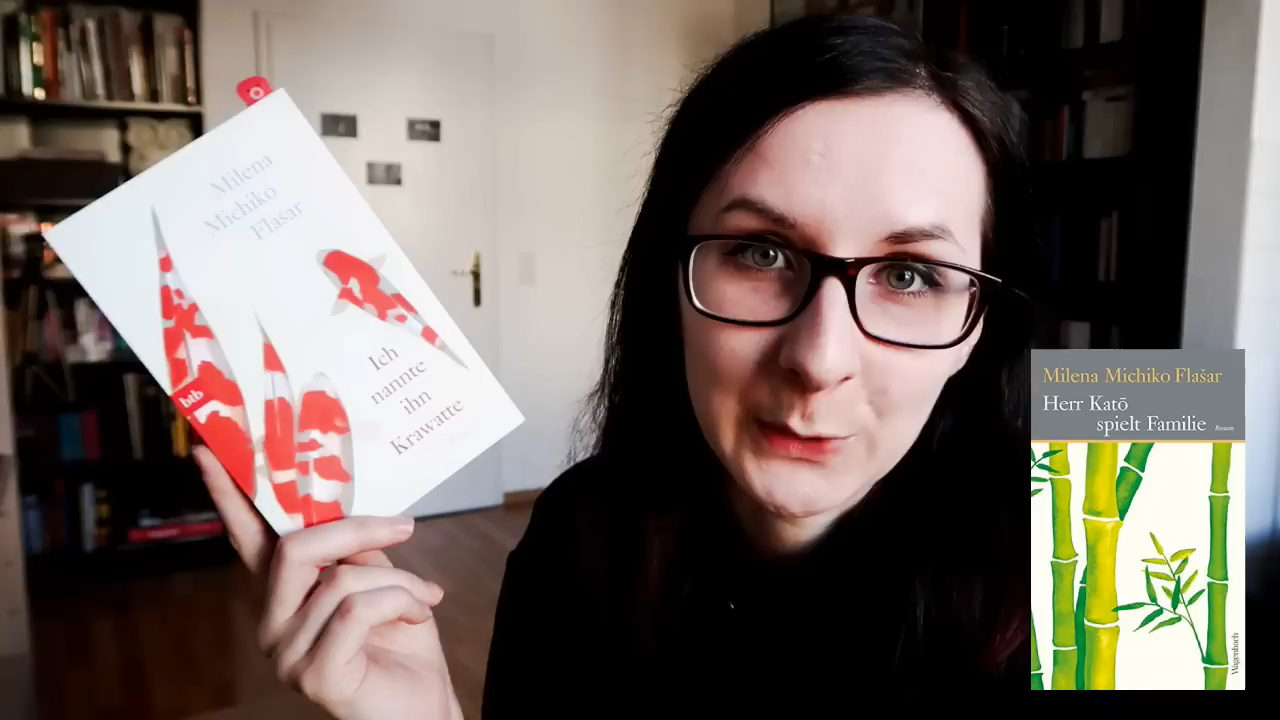 Milena
Michiko
Flašar
Ich
nannte
ihn
Krawatte
btb
Milena Michiko Flašar
Herr Katō
spielt Familie Roman
Wagenbach